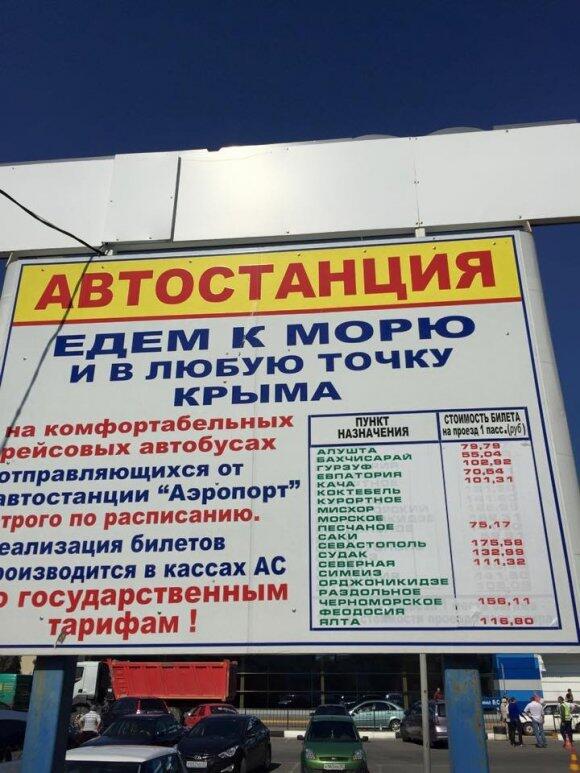 АВТОСТАНЦИЯ
ЕДЕМ К МОРЮ
И В ЛЮБУЮ ТОЧКУ
КРЫМА
на комфортабельных
рейсовых автобусах
отправляющихся от
автостанции "Аэропорт"
трого по расписанию.
еализация билетов
роизводится в кассах АС
о государственным
тарифам !
ПУНКТ НАЗНАЧЕНИЯ
СТОИМОСТЬ БИЛЕТА на проезд 1 пасс.(руб)
АЛУШТА 79,79
БАХЧИСАРАЙ 55,04
ГУРЗУФ 102,92
ЕВПАТОРИЯ 70,54
КАЧА 101,31
КОКТЕБЕЛЬ
КУРОРТНОЕ
МИСХОР
МОРСКОЕ
ПЕСЧАНОЕ 75,17
САКИ
СЕВАСТОПОЛЬ 175,58
СУДАК 132,99
СЕВЕРНАЯ 111,32
СИМЕИЗ
ОРДЖОНИКИДЗЕ
РАЗДОЛЬНОЕ
ЧЕРНОМОРСКОЕ 156,11
ФЕОДОСИЯ
ЯЛТА 116,80